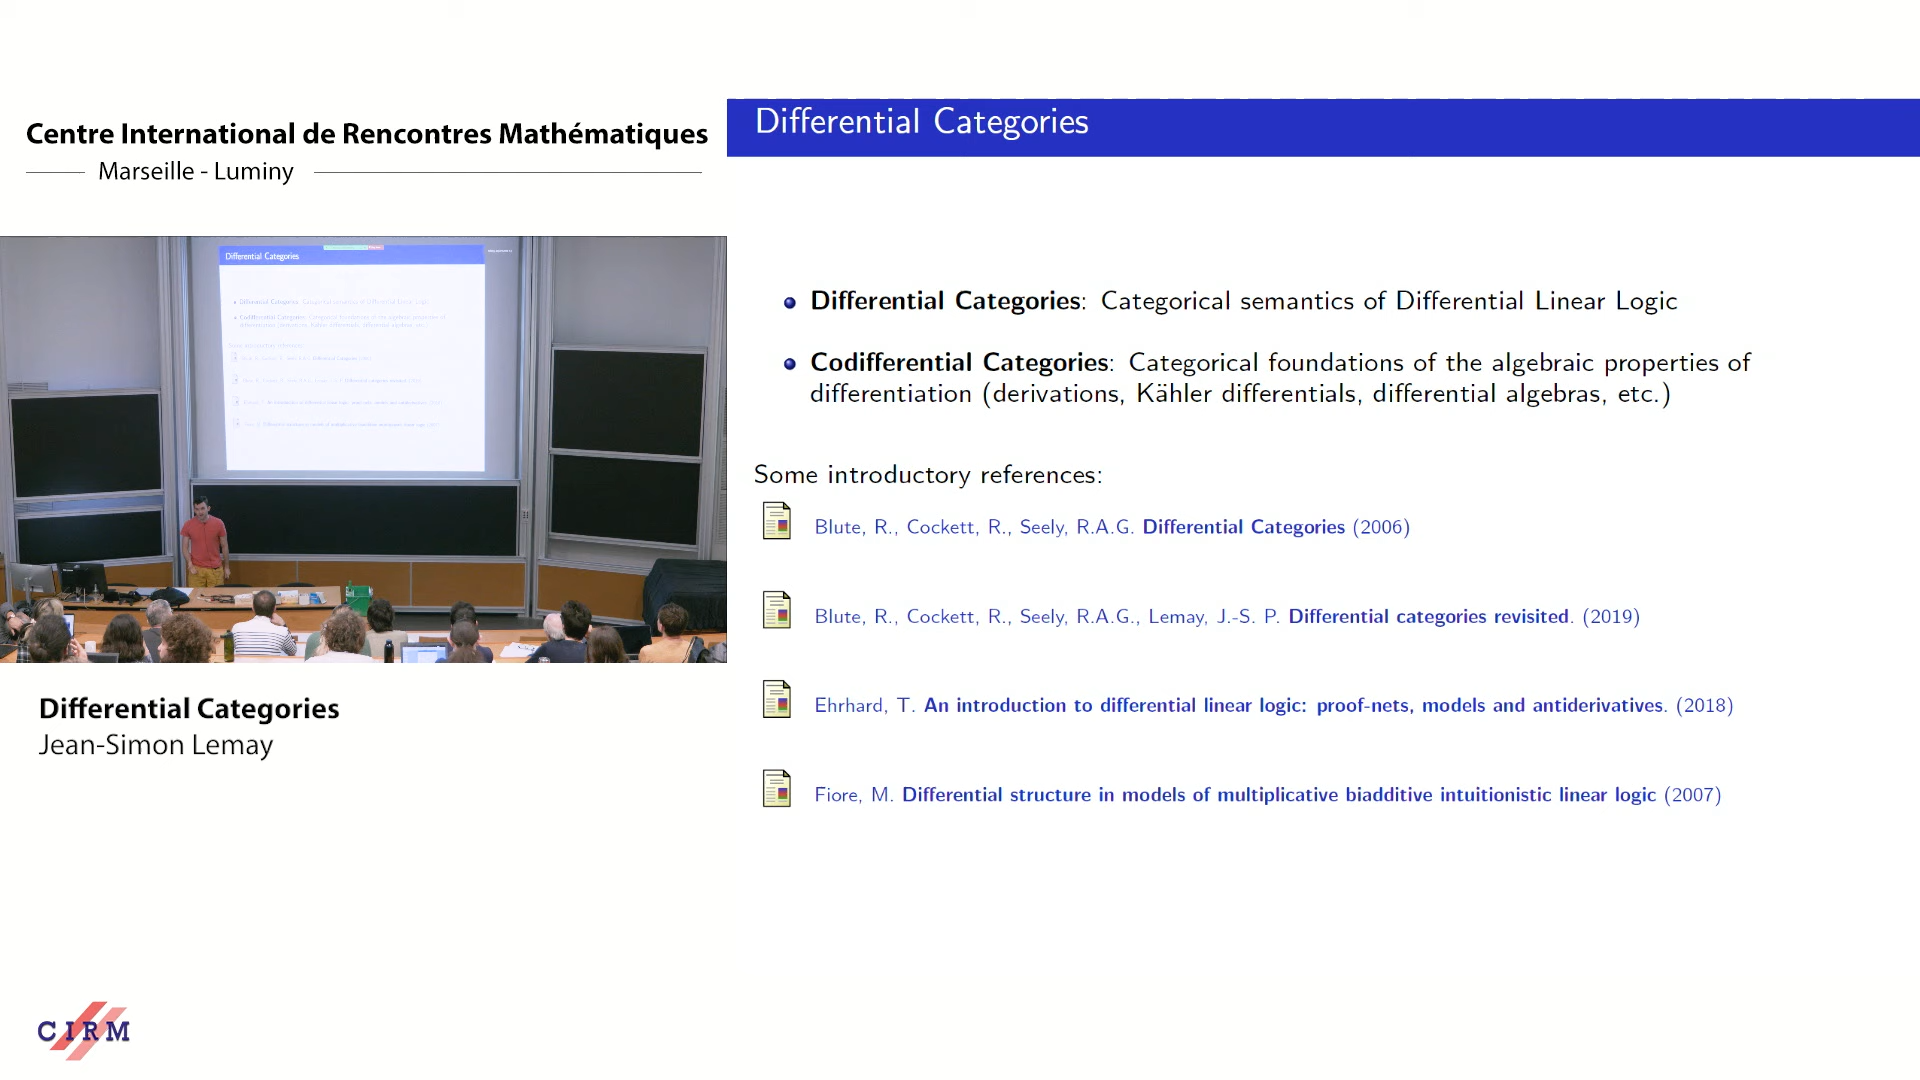 Centre International de Rencontres Mathématiques
Marseille - Luminy
Differential Categories
Differential Categories: Categorical semantics of Differential Linear Logic
Codifferential Categories: Categorical foundations of the algebraic properties of
differentiation (derivations, Kähler differentials, differential algebras, etc.)
Some introductory references:
Blute, R., Cockett, R., Seely, R.A.G. Differential Categories (2006)
Blute, R., Cockett, R., Seely, R.A.G., Lemay, J.-S. P. Differential categories revisited. (2019)
Ehrhard, T. An introduction to differential linear logic: proof-nets, models and antiderivatives. (2018)
Fiore, M. Differential structure in models of multiplicative biadditive intuitionistic linear logic (2007)
Differential Categories
Differential Categories
Jean-Simon Lemay
CIRM